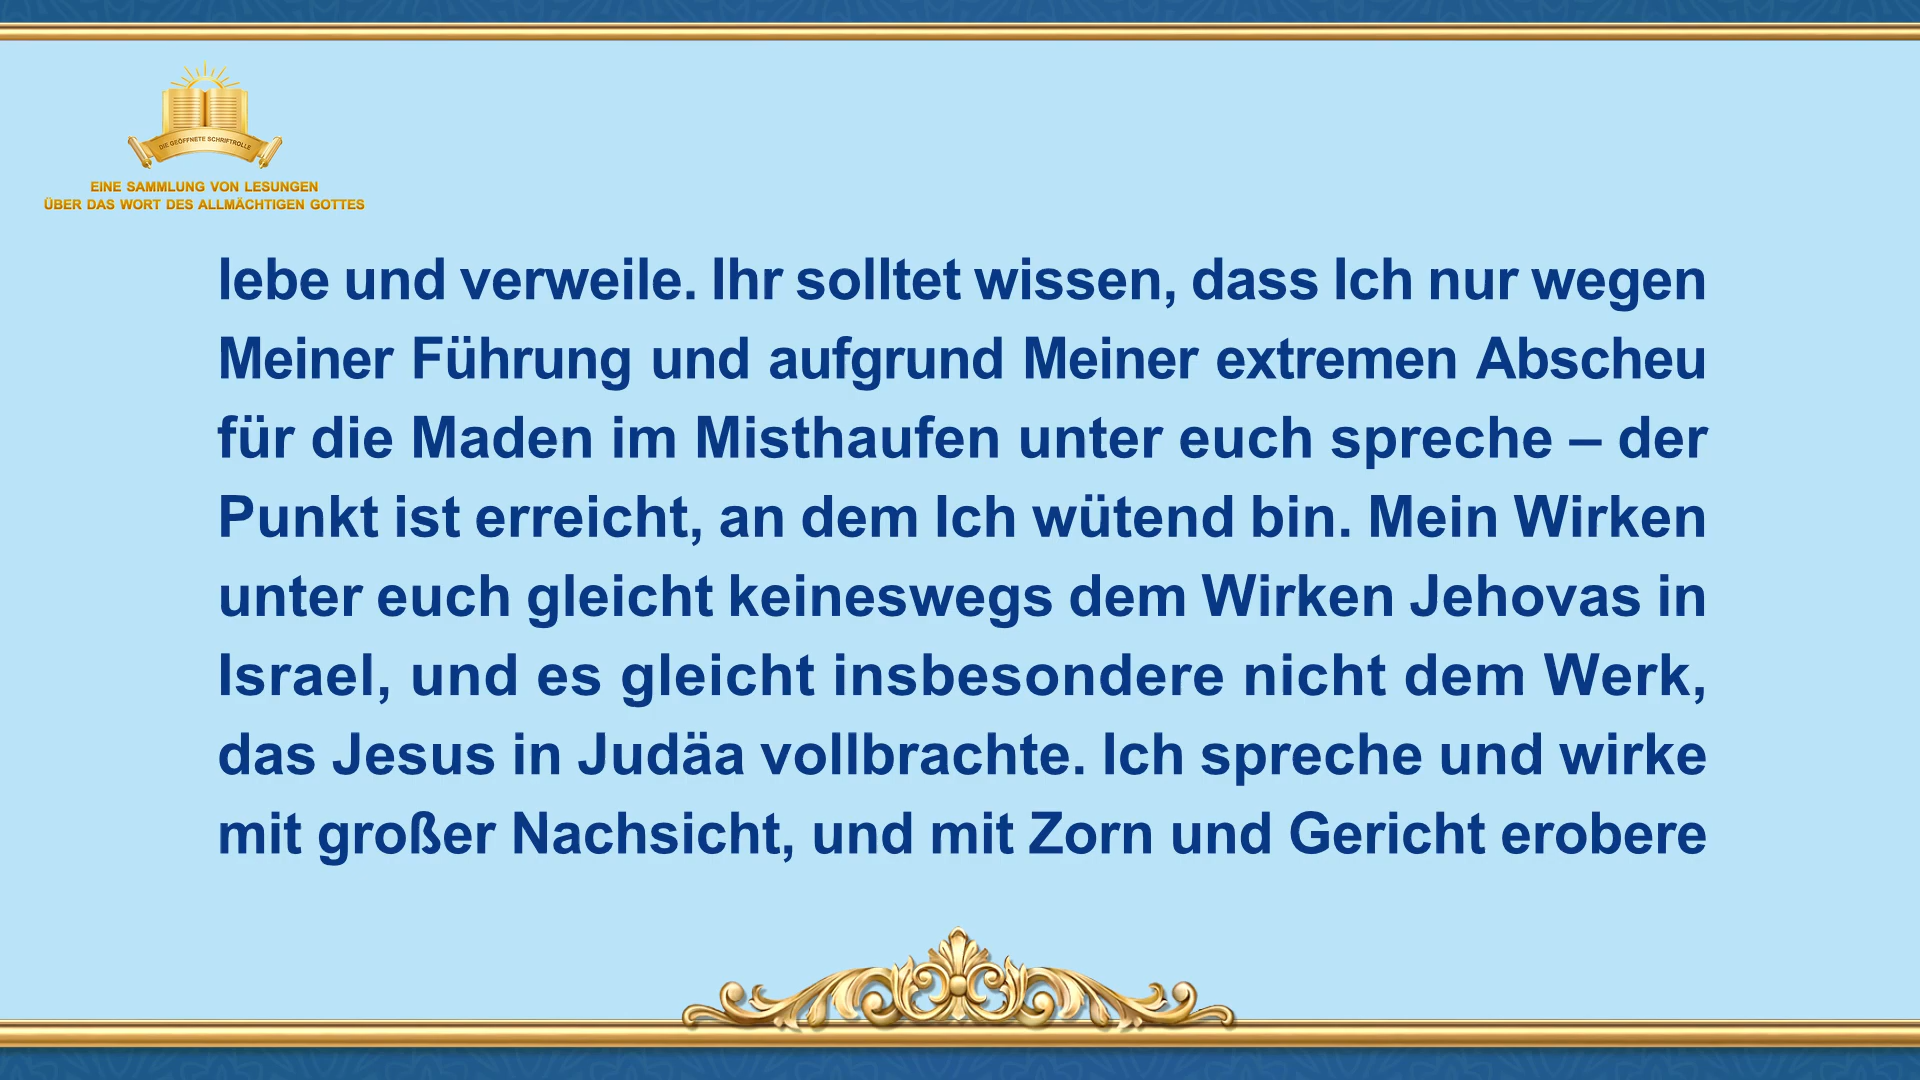 DIE GEÖFFNETE SCHRIFTROLLE
EINE SAMMLUNG VON LESUNGEN
ÜBER DAS WORT DES ALLMÄCHTIGEN GOTTES
lebe und verweile. Ihr solltet wissen, dass Ich nur wegen
Meiner Führung und aufgrund Meiner extremen Abscheu
für die Maden im Misthaufen unter euch spreche – der
Punkt ist erreicht, an dem Ich wütend bin. Mein Wirken
unter euch gleicht keineswegs dem Wirken Jehovas in
Israel, und es gleicht insbesondere nicht dem Werk,
das Jesus in Judäa vollbrachte. Ich spreche und wirke
mit großer Nachsicht, und mit Zorn und Gericht erobere